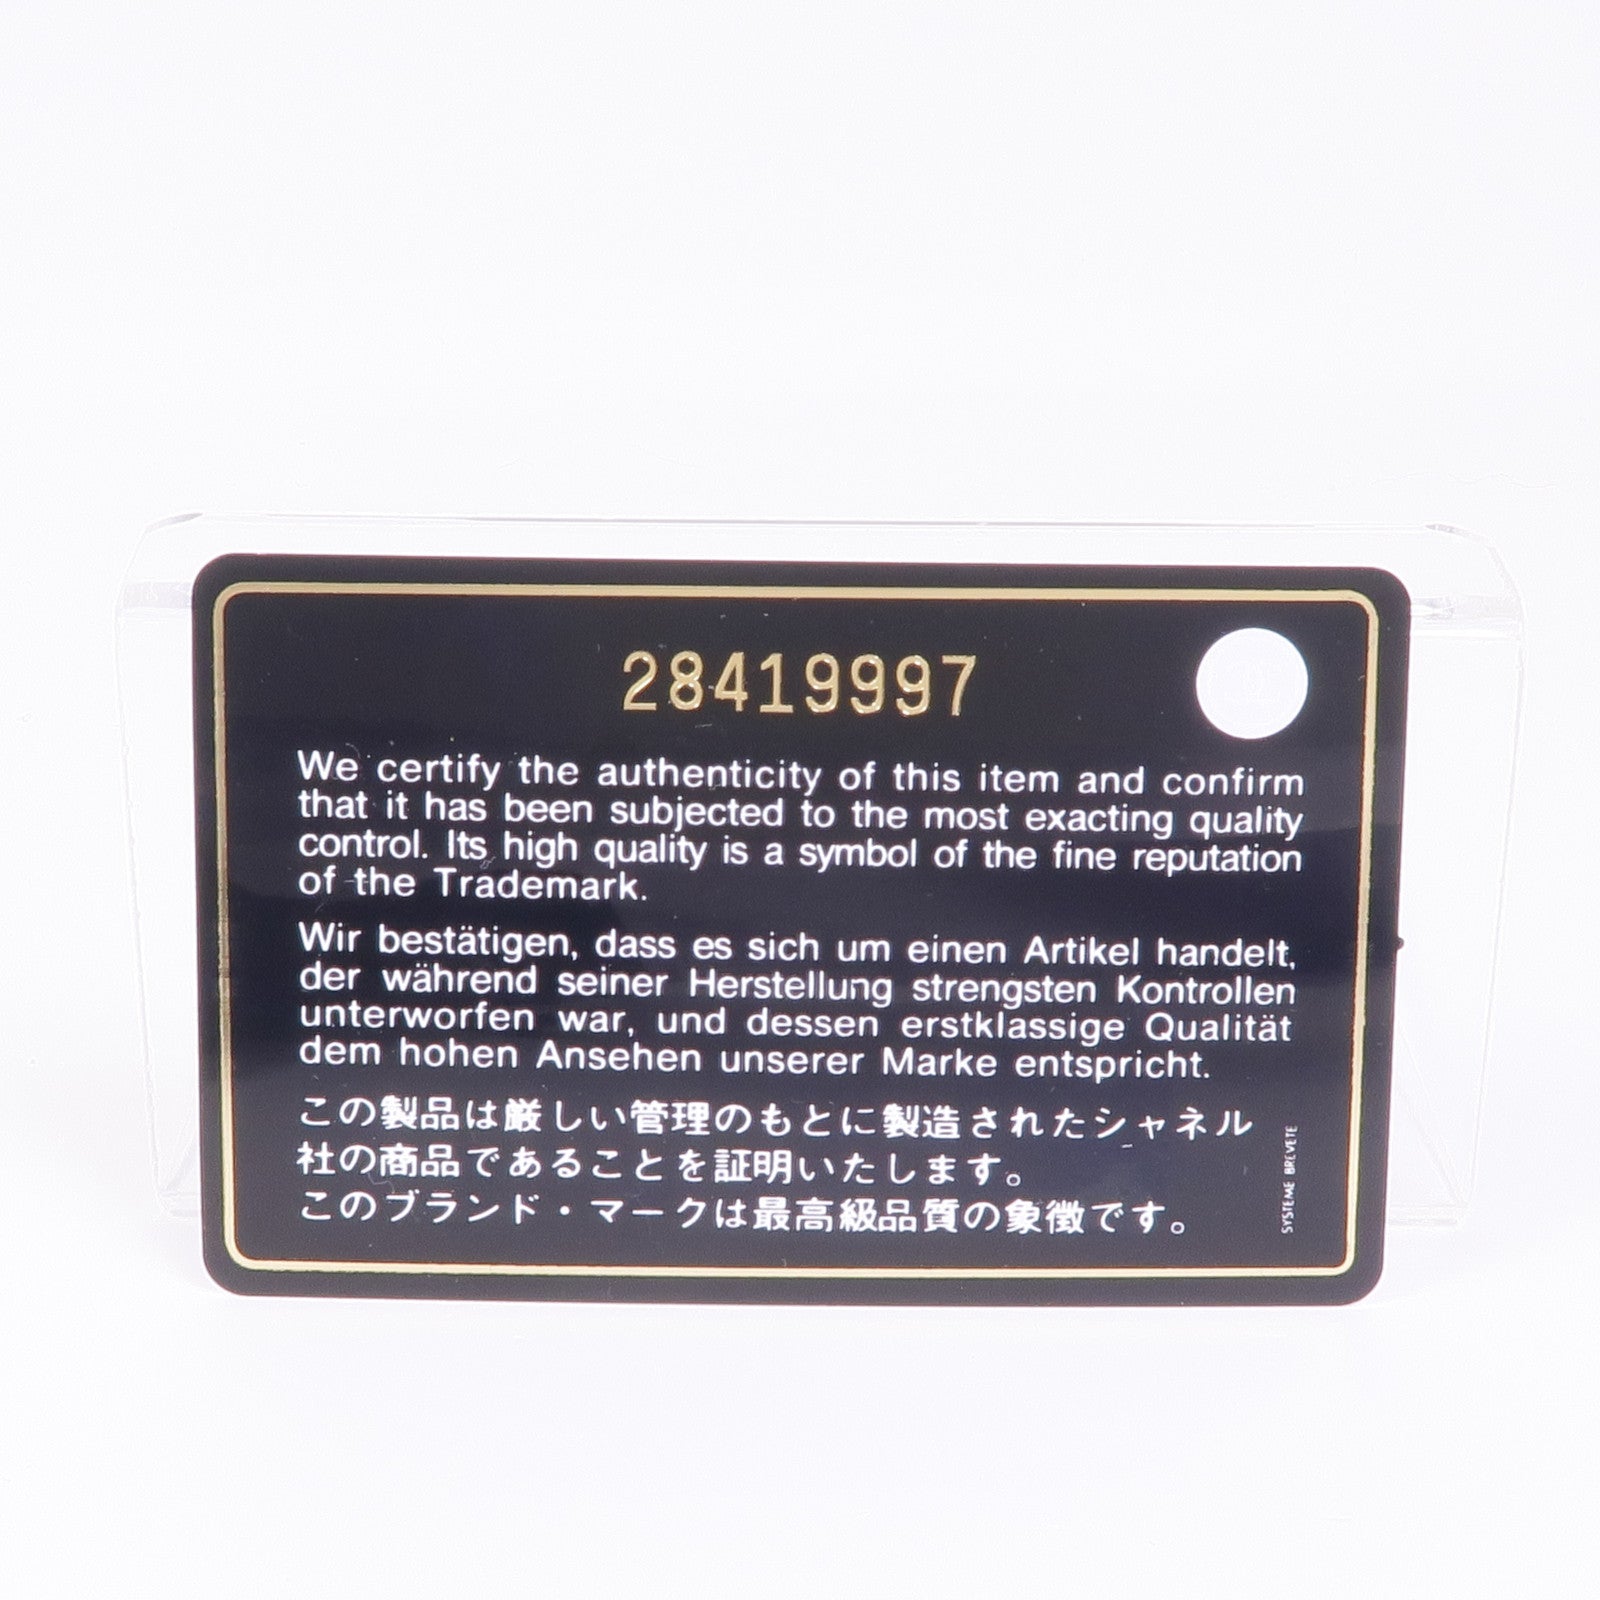 28419997
We certify the authenticity of this item and confirm
that it has been subjected to the most exacting quality
control. Its high quality is a symbol of the fine reputation
of the Trademark.
Wir bestätigen, dass es sich um einen Artikel handelt,
der während seiner Herstellung strengsten Kontrollen
unterworfen war, und dessen erstklassige Qualität
dem hohen Ansehen unserer Marke entspricht.
この製品は厳しい管理のもとに製造されたシャネル
社の商品であることを証明いたします。
このブランド・マークは最高級品質の象徴です。
SYSTEME BREVETE